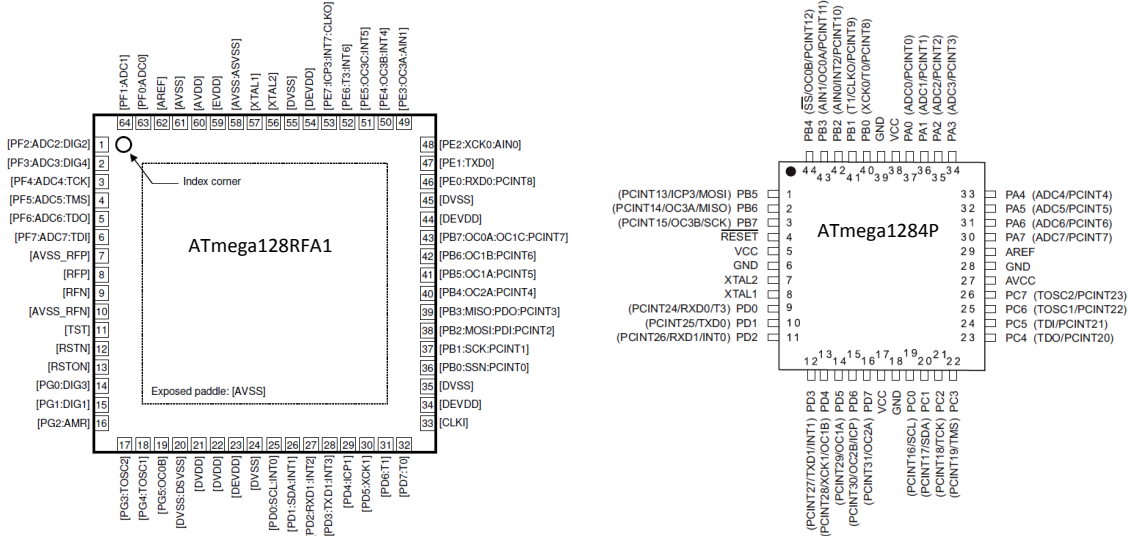 [PF1:ADC1]
[PF0:ADC0]
[AREF]
[AVSS]
[AVDD]
[EVDD]
[AVSS:ASVSS]
[XTAL1]
[XTAL2]
[DVSS]
[DEVDD]
[PE7:ICP3:INT7:CLKO]
[PE6:T3:INT6]
[PE5:OC3C:INT5]
[PE4:OC3B:INT4]
[PE3:OC3A:AIN1]
64 63 62 61 60 59 58 57 56 55 54 53 52 51 50 49
[PF2:ADC2:DIG2] 1
[PF3:ADC3:DIG4] 2
[PF4:ADC4:TCK] 3
[PF5:ADC5:TMS] 4
[PF6:ADC6:TDO] 5
[PF7:ADC7:TDI] 6
[AVSS_RFP] 7
[RFP] 8
[RFN] 9
[AVSS_RFN] 10
[TST] 11
[RSTN] 12
[RSTON] 13
[PG0:DIG3] 14
[PG1:DIG1] 15
[PG2:AMR] 16
Index corner
ATmega128RFA1
Exposed paddle: [AVSS]
48 [PE2:XCK0:AIN0]
47 [PE1:TXD0]
46 [PE0:RXD0:PCINT8]
45 [DVSS]
44 [DEVDD]
43 [PB7:OC0A:OC1C:PCINT7]
42 [PB6:OC1B:PCINT6]
41 [PB5:OC1A:PCINT5]
40 [PB4:OC2A:PCINT4]
39 [PB3:MISO:PDO:PCINT3]
38 [PB2:MOSI:PDI:PCINT2]
37 [PB1:SCK:PCINT1]
36 [PB0:SSN:PCINT0]
35 [DVSS]
34 [DEVDD]
33 [CLKI]
17 18 19 20 21 22 23 24 25 26 27 28 29 30 31 32
[PG3:TOSC2]
[PG4:TOSC1]
[PG5:OC0B]
[DVSS:DSVSS]
[DVDD]
[DVDD]
[DEVDD]
[DVSS]
[PD0:SCL:INT0]
[PD1:SDA:INT1]
[PD2:RXD1:INT2]
[PD3:TXD1:INT3]
[PD4:ICP1]
[PD5:XCK1]
[PD6:T1]
[PD7:T0]
PB4 (SS/OC0B/PCINT12)
PB3 (AIN1/OC0A/PCINT11)
PB2 (AIN0/INT2/PCINT10)
PB1 (T1/CLKO/PCINT9)
PB0 (XCK0/T0/PCINT8)
GND
VCC
PA0 (ADC0/PCINT0)
PA1 (ADC1/PCINT1)
PA2 (ADC2/PCINT2)
PA3 (ADC3/PCINT3)
44 43 42 41 40 39 38 37 36 35 34
(PCINT13/ICP3/MOSI) PB5 1
(PCINT14/OC3A/MISO) PB6 2
(PCINT15/OC3B/SCK) PB7 3
RESET 4
VCC 5
GND 6
XTAL2 7
XTAL1 8
(PCINT24/RXD0/T3) PD0 9
(PCINT25/TXD0) PD1 10
(PCINT26/RXD1/INT0) PD2 11
ATmega1284P
33 PA4 (ADC4/PCINT4)
32 PA5 (ADC5/PCINT5)
31 PA6 (ADC6/PCINT6)
30 PA7 (ADC7/PCINT7)
29 AREF
28 GND
27 AVCC
26 PC7 (TOSC2/PCINT23)
25 PC6 (TOSC1/PCINT22)
24 PC5 (TDI/PCINT21)
23 PC4 (TDO/PCINT20)
12 13 14 15 16 17 18 19 20 21 22
(PCINT27/TXD1/INT1) PD3
(PCINT28/XCK1/OC1B) PD4
(PCINT29/OC1A) PD5
(PCINT30/OC2B/ICP) PD6
(PCINT31/OC2A) PD7
VCC
GND
(PCINT16/SCL) PC0
(PCINT17/SDA) PC1
(PCINT18/TCK) PC2
(PCINT19/TMS) PC3